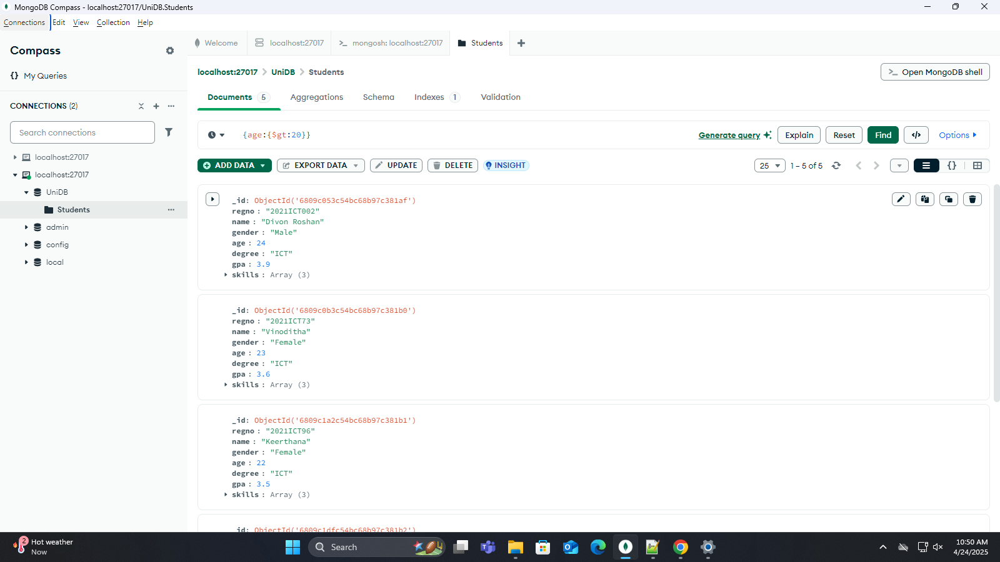 MongoDB Compass - localhost:27017/UniDB.Students
Connections Edit View Collection Help
Compass
My Queries
CONNECTIONS (2)
Search connections
localhost:27017
localhost:27017
UniDB
Students
admin
config
local
Welcome localhost:27017 mongosh: localhost:27017 Students
localhost:27017 UniDB Students Open MongoDB shell
Documents 5 Aggregations Schema Indexes 1 Validation
{age:{$gt:20}} Generate query Explain Reset Find </> Options
ADD DATA EXPORT DATA UPDATE DELETE INSIGHT 25 1 – 5 of 5 {}
_id: ObjectId('6809c053c54bc68b97c381af')
regno : "2021ICT002"
name : "Divon Roshan"
gender : "Male"
age : 24
degree : "ICT"
gpa : 3.9
skills : Array (3)
_id: ObjectId('6809c0b3c54bc68b97c381b0')
regno : "2021ICT73"
name : "Vinoditha"
gender : "Female"
age : 23
degree : "ICT"
gpa : 3.6
skills : Array (3)
_id: ObjectId('6809c1a2c54bc68b97c381b1')
regno : "2021ICT96"
name : "Keerthana"
gender : "Female"
age : 22
degree : "ICT"
gpa : 3.5
skills : Array (3)
_id: ObjectId('6809c1dfc54bc68b97c381b2')
2 Hot weather
Now
Search
10:50 AM
4/24/2025